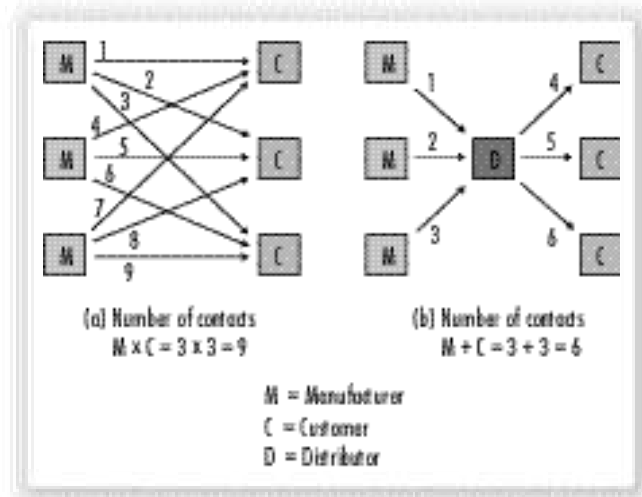 M 1 C M C
2 1 4
3
4
M 5 C M 2 D 5 C
6
7 3 6
8
M 9 C M C
(a) Number of contacts
M x C = 3 x 3 = 9
(b) Number of contacts
M + C = 3 + 3 = 6
M = Manufacturer
C = Customer
D = Distributor